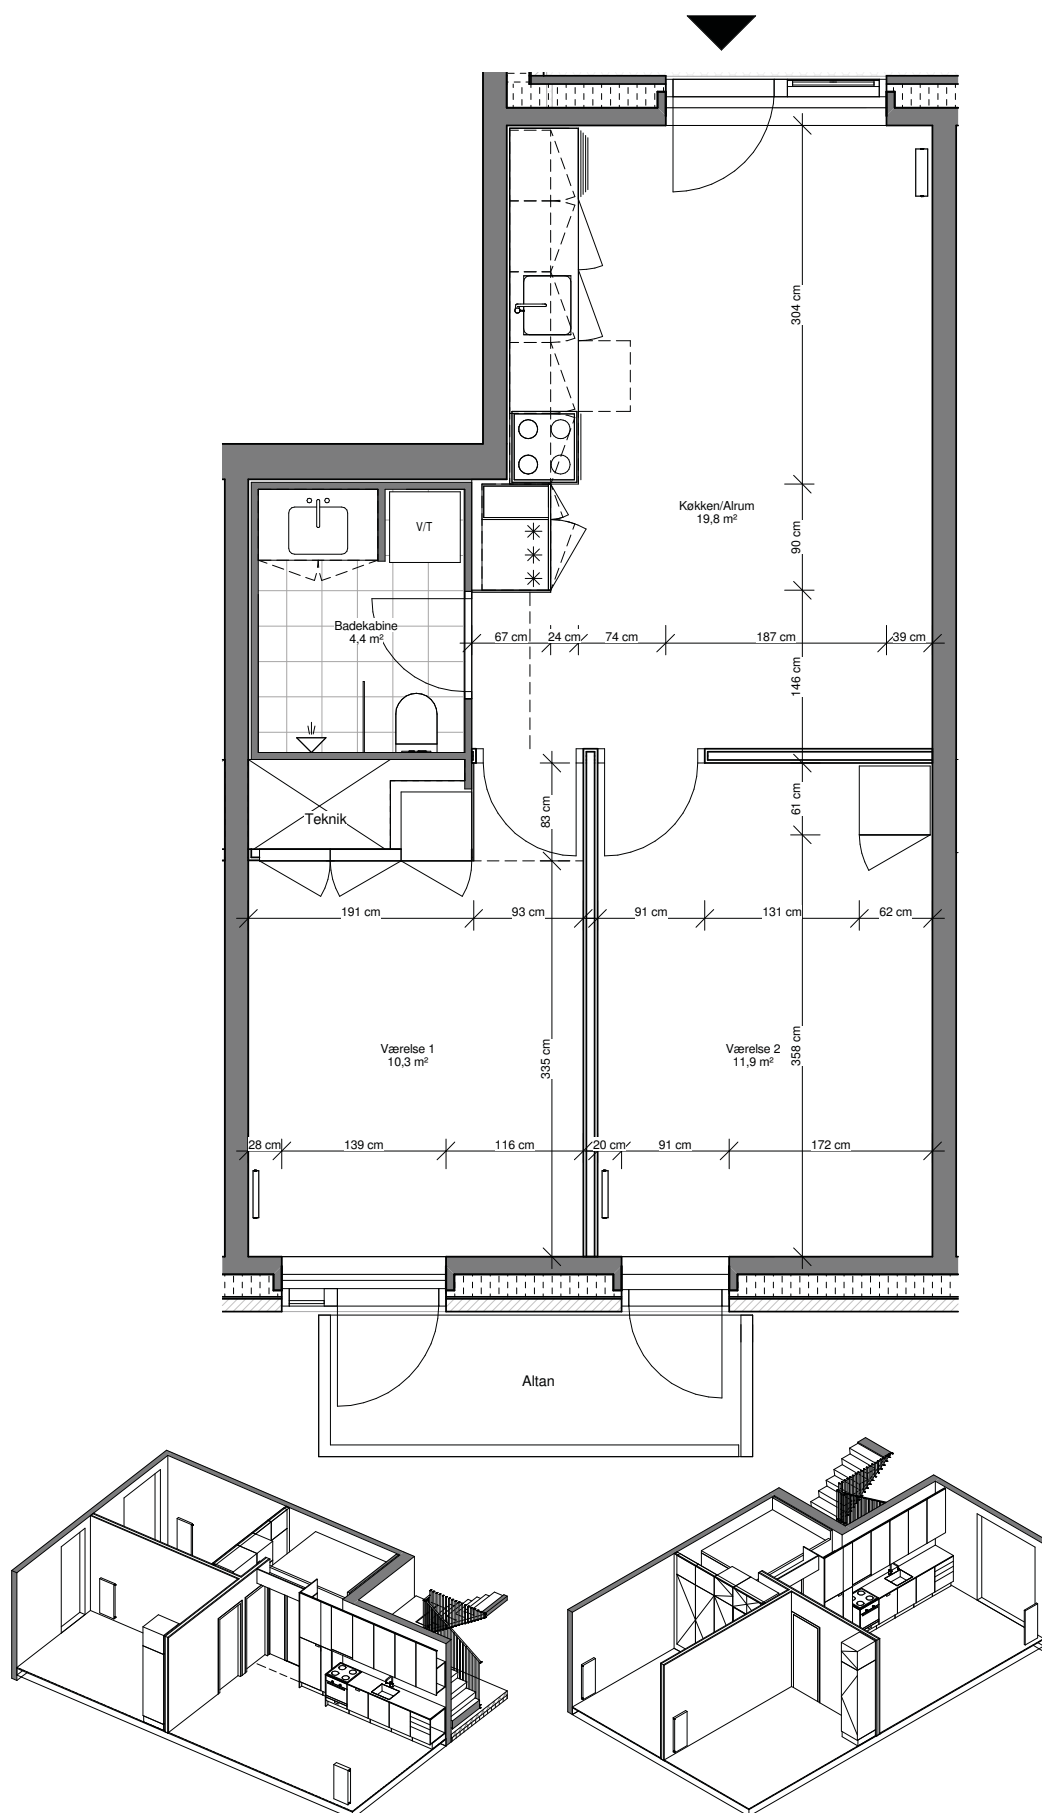 304 cm
Køkken/Alrum
19,8 m²
V/T
90 cm
Badekabine
4,4 m²
67 cm
24 cm
74 cm
187 cm
39 cm
146 cm
83 cm
61 cm
Teknik
191 cm
93 cm
91 cm
131 cm
62 cm
Værelse 1
10,3 m²
335 cm
Værelse 2
11,9 m²
358 cm
28 cm
139 cm
116 cm
20 cm
91 cm
172 cm
Altan